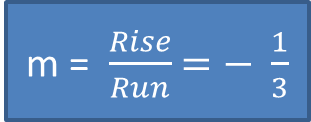 m = Rise/Run = − 1/3